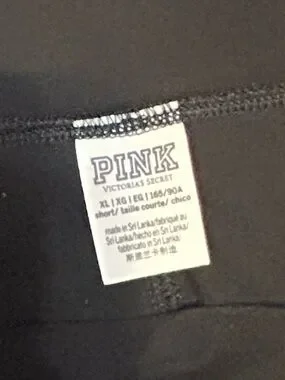 PINK
VICTORIA'S SECRET
XL | XG | EG | 165/90A
short/ taille courte/ chico
made in Sri Lanka/fabriqué au
Sri Lanka/hecho en Sri Lanka/
fabbricato in Sri Lanka
斯里兰卡制造